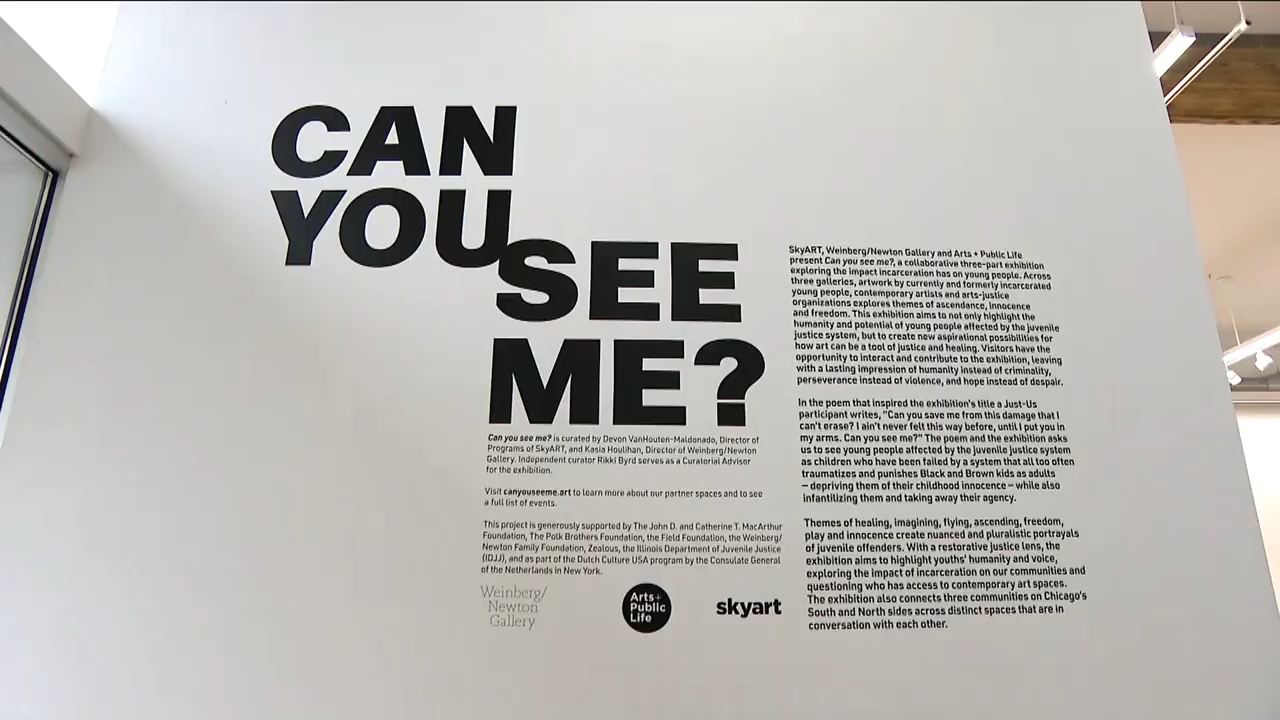 CAN
YOU
SEE
ME?
Can you see me? is curated by Devon VanHouten-Maldonado, Director of
Programs of SkyART, and Kasia Houlihan, Director of Weinberg/Newton
Gallery. Independent curator Rikki Byrd serves as a Curatorial Advisor
for the exhibition.
Visit canyouseeme.art to learn more about our partner spaces and to see
a full list of events.
This project is generously supported by The John D. and Catherine T. MacArthur
Foundation, The Polk Brothers Foundation, the Field Foundation, the Weinberg/
Newton Family Foundation, Zealous, the Illinois Department of Juvenile Justice
(IDJJ), and as part of the Dutch Culture USA program by the Consulate General
of the Netherlands in New York.
Weinberg/
Newton
Gallery
Arts+
Public
Life
skyart
SkyART, Weinberg/Newton Gallery and Arts + Public Life
present Can you see me?, a collaborative three-part exhibition
exploring the impact incarceration has on young people. Across
three galleries, artwork by currently and formerly incarcerated
young people, contemporary artists and arts-justice
organizations explores themes of ascendance, innocence
and freedom. This exhibition aims to not only highlight the
humanity and potential of young people affected by the juvenile
justice system, but to create new aspirational possibilities for
how art can be a tool of justice and healing. Visitors have the
opportunity to interact and contribute to the exhibition, leaving
with a lasting impression of humanity instead of criminality,
perseverance instead of violence, and hope instead of despair.
In the poem that inspired the exhibition's title a Just-Us
participant writes, "Can you save me from this damage that I
can't erase? I ain't never felt this way before, until I put you in
my arms. Can you see me?" The poem and the exhibition asks
us to see young people affected by the juvenile justice system
as children who have been failed by a system that all too often
traumatizes and punishes Black and Brown kids as adults
– depriving them of their childhood innocence – while also
infantilizing them and taking away their agency.
Themes of healing, imagining, flying, ascending, freedom,
play and innocence create nuanced and pluralistic portrayals
of juvenile offenders. With a restorative justice lens, the
exhibition aims to highlight youths' humanity and voice,
exploring the impact of incarceration on our communities and
questioning who has access to contemporary art spaces.
The exhibition also connects three communities on Chicago's
South and North sides across distinct spaces that are in
conversation with each other.